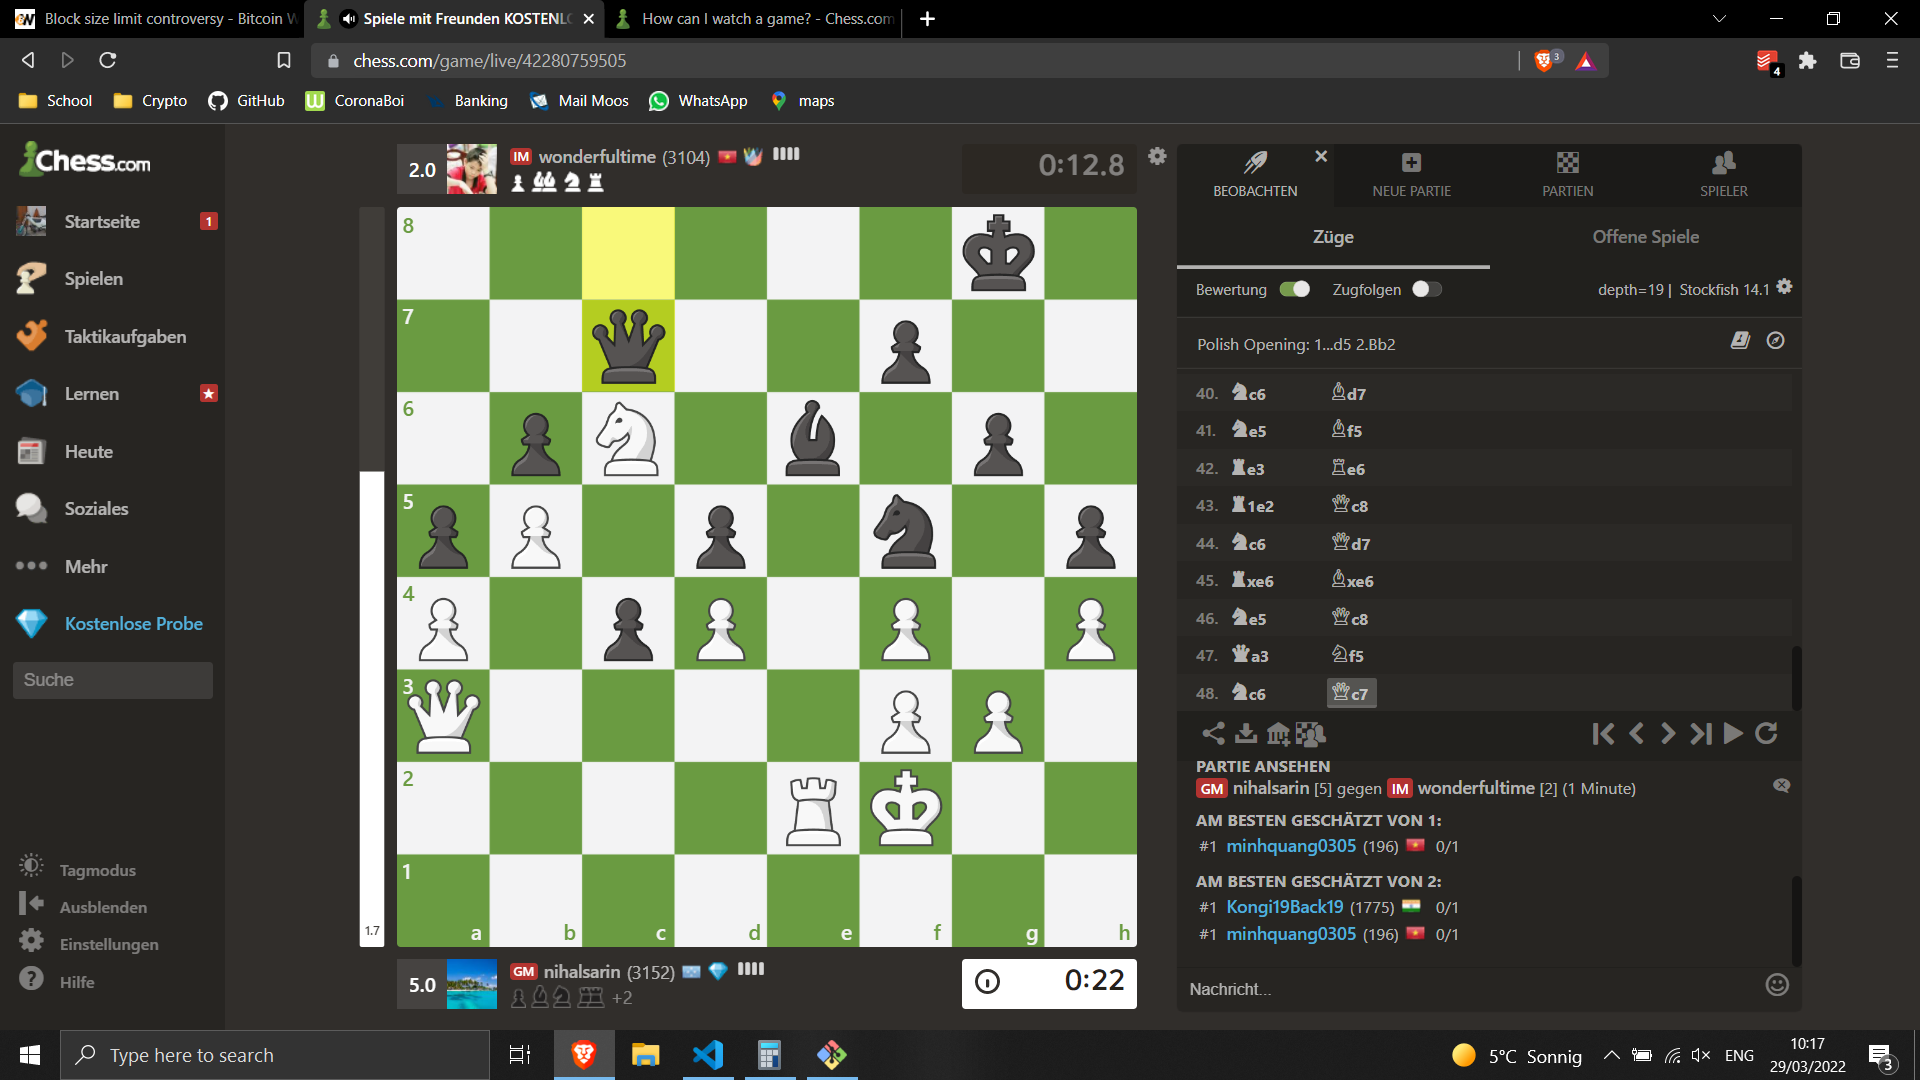 Block size limit controversy - Bitcoin W
Spiele mit Freunden KOSTENLO
How can I watch a game? - Chess.com
chess.com/game/live/42280759505
3
4
School
Crypto
GitHub
CoronaBoi
Banking
Mail Moos
WhatsApp
maps
Chess.com
Startseite
1
Spielen
Taktikaufgaben
Lernen
Heute
Soziales
Mehr
Kostenlose Probe
Suche
Tagmodus
Ausblenden
Einstellungen
Hilfe
2.0
IM wonderfultime (3104)
0:12.8
8
7
6
5
4
3
2
1
a b c d e f g h
1.7
5.0
GM nihalsarin (3152)
+2
0:22
BEOBACHTEN
NEUE PARTIE
PARTIEN
SPIELER
Züge
Offene Spiele
Bewertung
Zugfolgen
depth=19 | Stockfish 14.1
Polish Opening: 1...d5 2.Bb2
40. c6 d7
41. e5 f5
42. e3 e6
43. 1e2 c8
44. c6 d7
45. xe6 xe6
46. e5 c8
47. a3 f5
48. c6 c7
PARTIE ANSEHEN
GM nihalsarin [5] gegen IM wonderfultime [2] (1 Minute)
AM BESTEN GESCHÄTZT VON 1:
#1 minhquang0305 (196) 0/1
AM BESTEN GESCHÄTZT VON 2:
#1 Kongi19Back19 (1775) 0/1
#1 minhquang0305 (196) 0/1
Nachricht...
Type here to search
5°C Sonnig
ENG
10:17
29/03/2022
3